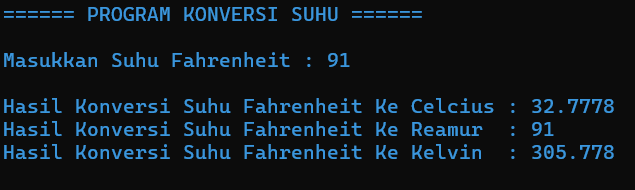 ====== PROGRAM KONVERSI SUHU ======
Masukkan Suhu Fahrenheit : 91
Hasil Konversi Suhu Fahrenheit Ke Celcius : 32.7778
Hasil Konversi Suhu Fahrenheit Ke Reamur  : 91
Hasil Konversi Suhu Fahrenheit Ke Kelvin  : 305.778